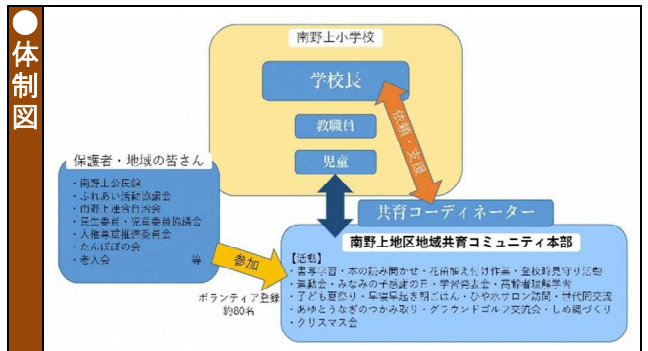 ●体制図
南野上小学校
学校長
教職員
児童
依頼・支援
保護者・地域の皆さん
・南野上公民館
・ふれあい活動協議会
・南野上連合自治会
・民生委員・児童委員協議会
・人権尊重推進委員会
・たんぽぽの会
・老人会 等
参加
ボランティア登録
約80名
共育コーディネーター
南野上地区地域共育コミュニティ本部
【活動】
・書写学習・本の読み聞かせ・花苗植え付け作業・登校時見守り活動
・運動会・みなみの子感謝の日・学習発表会・高齢者理解学習
・子ども夏祭り・早寝早起き朝ごはん・ひや水サロン訪問・世代間交流
・あゆとうなぎのつかみ取り・グラウンドゴルフ交流会・しめ縄づくり
・クリスマス会